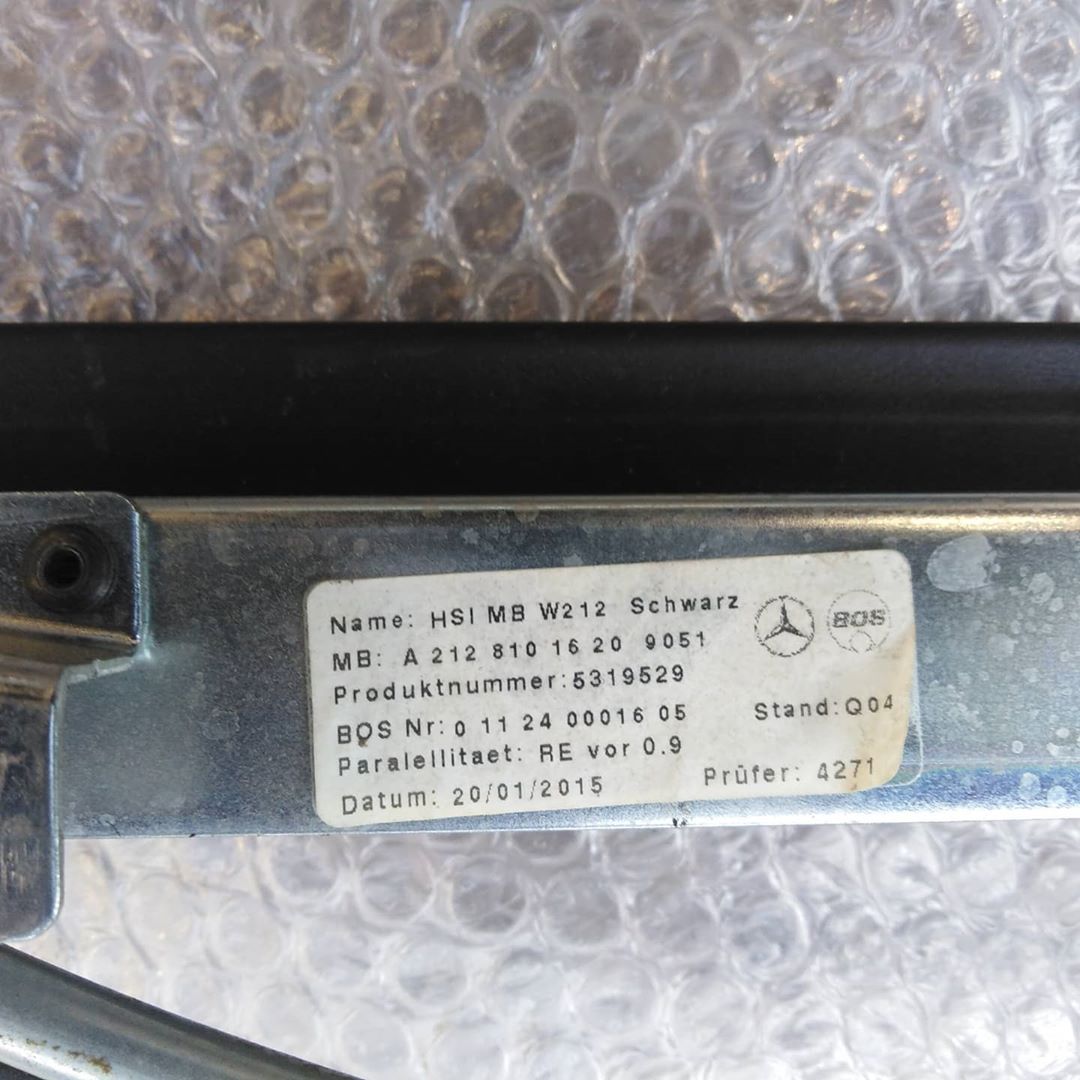 Name: HSI MB W212 Schwarz
MB: A 212 810 16 20 9051
BOS
Produktnummer:5319529
BOS Nr:0 11 24 00016 05 Stand:Q04
Paralellitaet: RE vor 0.9
Datum: 20/01/2015 Prüfer: 4271